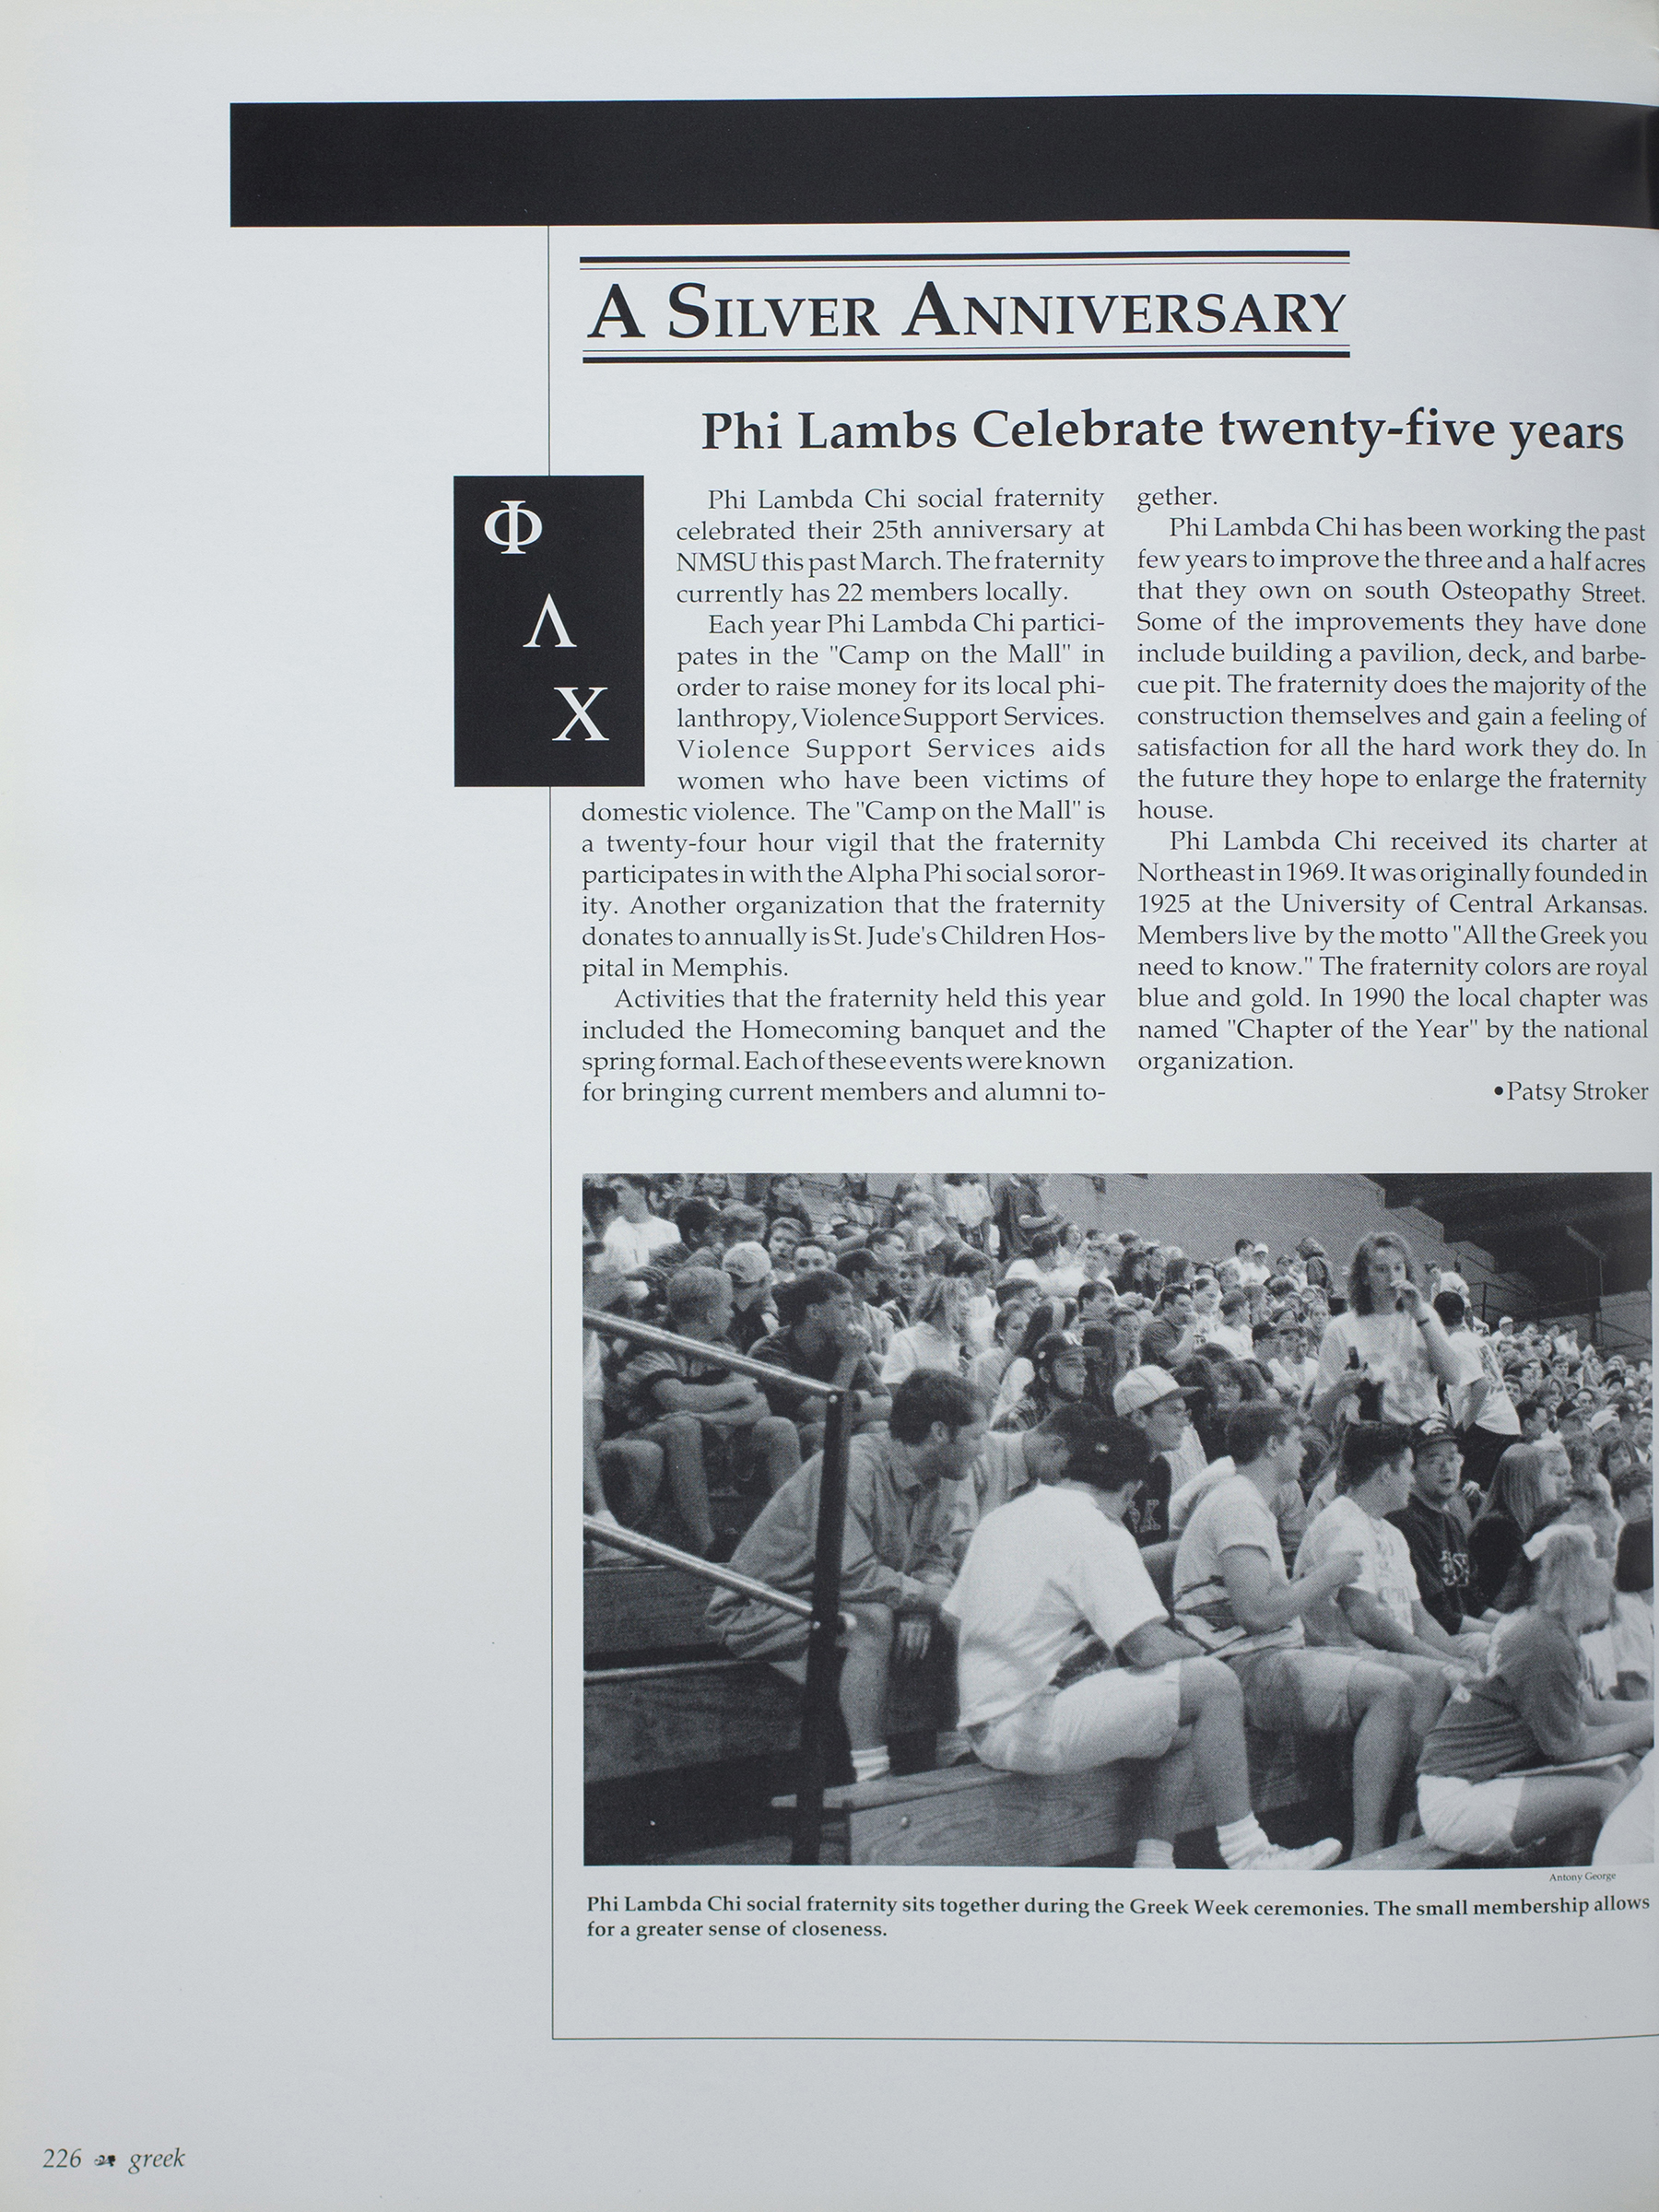 A SILVER ANNIVERSARY
Phi Lambs Celebrate twenty-five years
Φ
Λ
Χ
Phi Lambda Chi social fraternity
celebrated their 25th anniversary at
NMSU this past March. The fraternity
currently has 22 members locally.
Each year Phi Lambda Chi partici-
pates in the "Camp on the Mall" in
order to raise money for its local phi-
lanthropy, Violence Support Services.
Violence Support Services aids
women who have been victims of
domestic violence. The "Camp on the Mall" is
a twenty-four hour vigil that the fraternity
participates in with the Alpha Phi social soror-
ity. Another organization that the fraternity
donates to annually is St. Jude's Children Hos-
pital in Memphis.
Activities that the fraternity held this year
included the Homecoming banquet and the
spring formal. Each of these events were known
for bringing current members and alumni to-
gether.
Phi Lambda Chi has been working the past
few years to improve the three and a half acres
that they own on south Osteopathy Street.
Some of the improvements they have done
include building a pavilion, deck, and barbe-
cue pit. The fraternity does the majority of the
construction themselves and gain a feeling of
satisfaction for all the hard work they do. In
the future they hope to enlarge the fraternity
house.
Phi Lambda Chi received its charter at
Northeast in 1969. It was originally founded in
1925 at the University of Central Arkansas.
Members live by the motto "All the Greek you
need to know." The fraternity colors are royal
blue and gold. In 1990 the local chapter was
named "Chapter of the Year" by the national
organization.
•Patsy Stroker
Antony George
Phi Lambda Chi social fraternity sits together during the Greek Week ceremonies. The small membership allows
for a greater sense of closeness.
226 greek